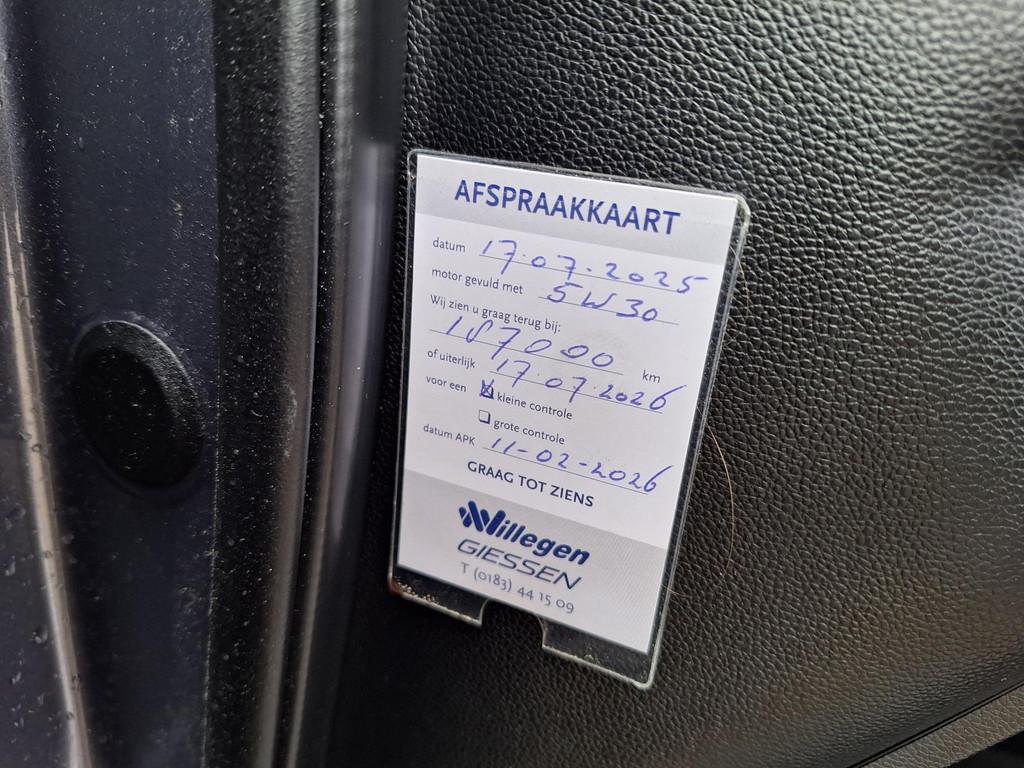 AFSPRAAKKAART
datum 17.07.2025
motor gevuld met 5W30
Wij zien u graag terug bij:
187000 km
of uiterlijk 17.07.2026
voor een ☒ kleine controle
☐ grote controle
datum APK 11-02-2026
GRAAG TOT ZIENS
Willegen
GIESSEN
T (0183) 44 15 09